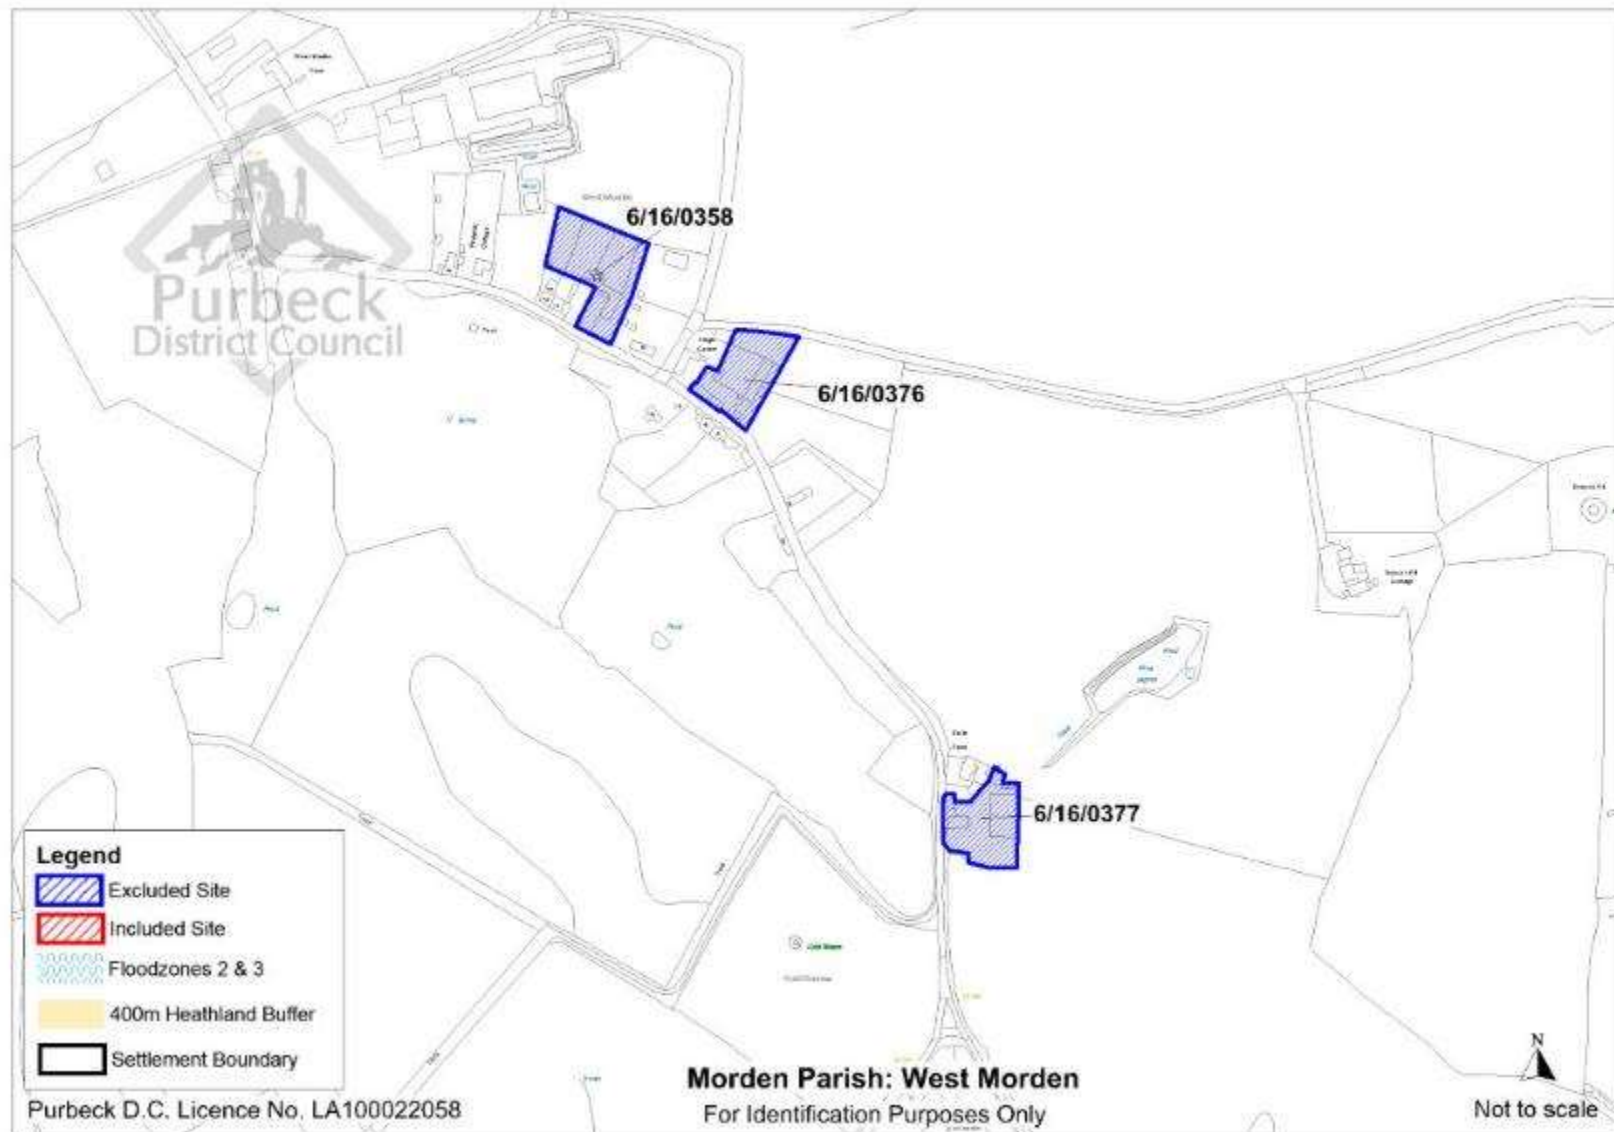 6/16/0358
Purbeck
District Council
6/16/0376
Pond
Pond
6/16/0377
Legend
Excluded Site
Included Site
Floodzones 2 & 3
400m Heathland Buffer
Settlement Boundary
Purbeck D.C. Licence No. LA100022058
Morden Parish: West Morden
For Identification Purposes Only
N
Not to scale